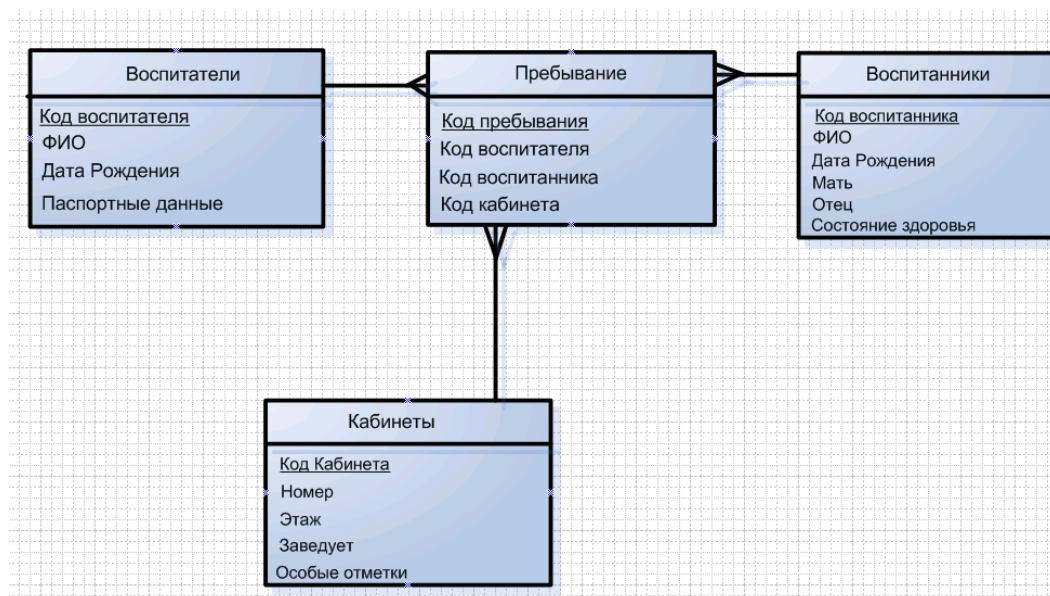 Воспитатели
Код воспитателя
ФИО
Дата Рождения
Паспортные данные
Пребывание
Код пребывания
Код воспитателя
Код воспитанника
Код кабинета
Воспитанники
Код воспитанника
ФИО
Дата Рождения
Мать
Отец
Состояние здоровья
Кабинеты
Код Кабинета
Номер
Этаж
Заведует
Особые отметки